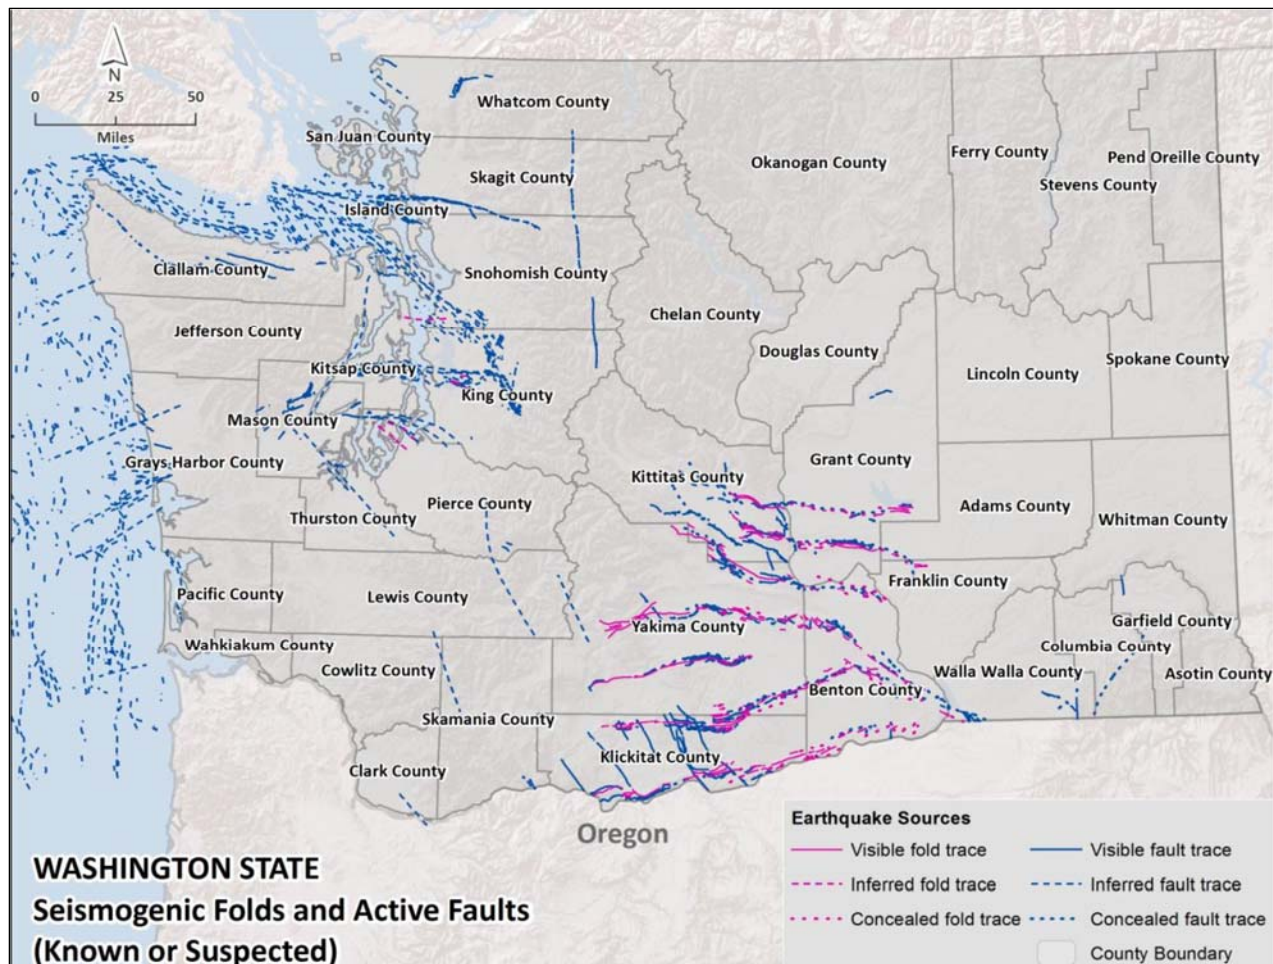 N
0 25 50
Miles
Whatcom County
San Juan County
Okanogan County
Ferry County
Pend Oreille County
Stevens County
Skagit County
Island County
Clallam County
Snohomish County
Chelan County
Jefferson County
Douglas County
Spokane County
Kitsap County
Lincoln County
King County
Mason County
Grays Harbor County
Grant County
Kittitas County
Pierce County
Adams County
Thurston County
Whitman County
Franklin County
Pacific County
Lewis County
Garfield County
Yakima County
Wahkiakum County
Columbia County
Cowlitz County
Walla Walla County
Asotin County
Benton County
Skamania County
Klickitat County
Clark County
Oregon
WASHINGTON STATE
Seismogenic Folds and Active Faults
(Known or Suspected)
Earthquake Sources
Visible fold trace
Visible fault trace
Inferred fold trace
Inferred fault trace
Concealed fold trace
Concealed fault trace
County Boundary